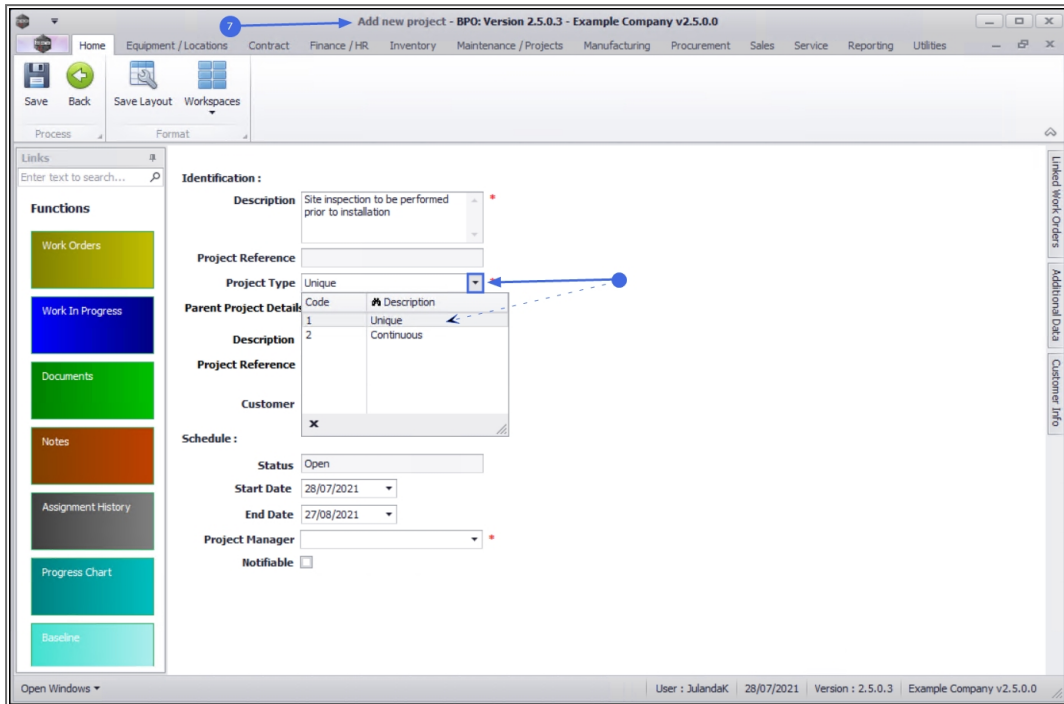 7
Add new project - BPO: Version 2.5.0.3 - Example Company v2.5.0.0
Home Equipment / Locations Contract Finance / HR Inventory Maintenance / Projects Manufacturing Procurement Sales Service Reporting Utilities
Save Back Save Layout Workspaces
Process Format
Links
Enter text to search...
Functions
Work Orders
Work In Progress
Documents
Notes
Assignment History
Progress Chart
Baseline
Identification :
Description Site inspection to be performed *
prior to installation
Project Reference
Project Type Unique *
Code Description
1 Unique
2 Continuous
Parent Project Details
Description
Project Reference
Customer
Schedule :
Status Open
Start Date 28/07/2021
End Date 27/08/2021
Project Manager *
Notifiable
Linked Work Orders
Additional Data
Customer Info
Open Windows
User : JulandaK 28/07/2021 Version : 2.5.0.3 Example Company v2.5.0.0